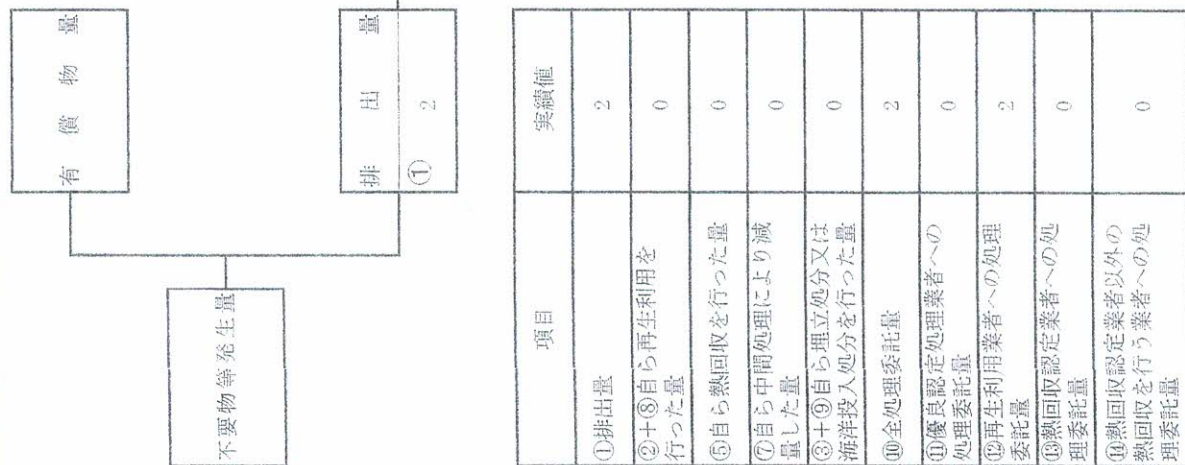 有償物量
不要物等発生量
排出量
① 2
項目 実績値
①排出量 2
②+⑧自ら再生利用を
行った量 0
⑤自ら熱回収を行った量 0
⑦自ら中間処理により減
量した量 0
③+⑨自ら埋立処分又は
海洋投入処分を行った量 0
⑩全処理委託量 2
⑪優良認定処理業者への
処理委託量 0
⑫再生利用業者への処理
委託量 2
⑬熱回収認定業者への処
理委託量 0
⑭熱回収認定業者以外の
熱回収を行う業者への処
理委託量 0